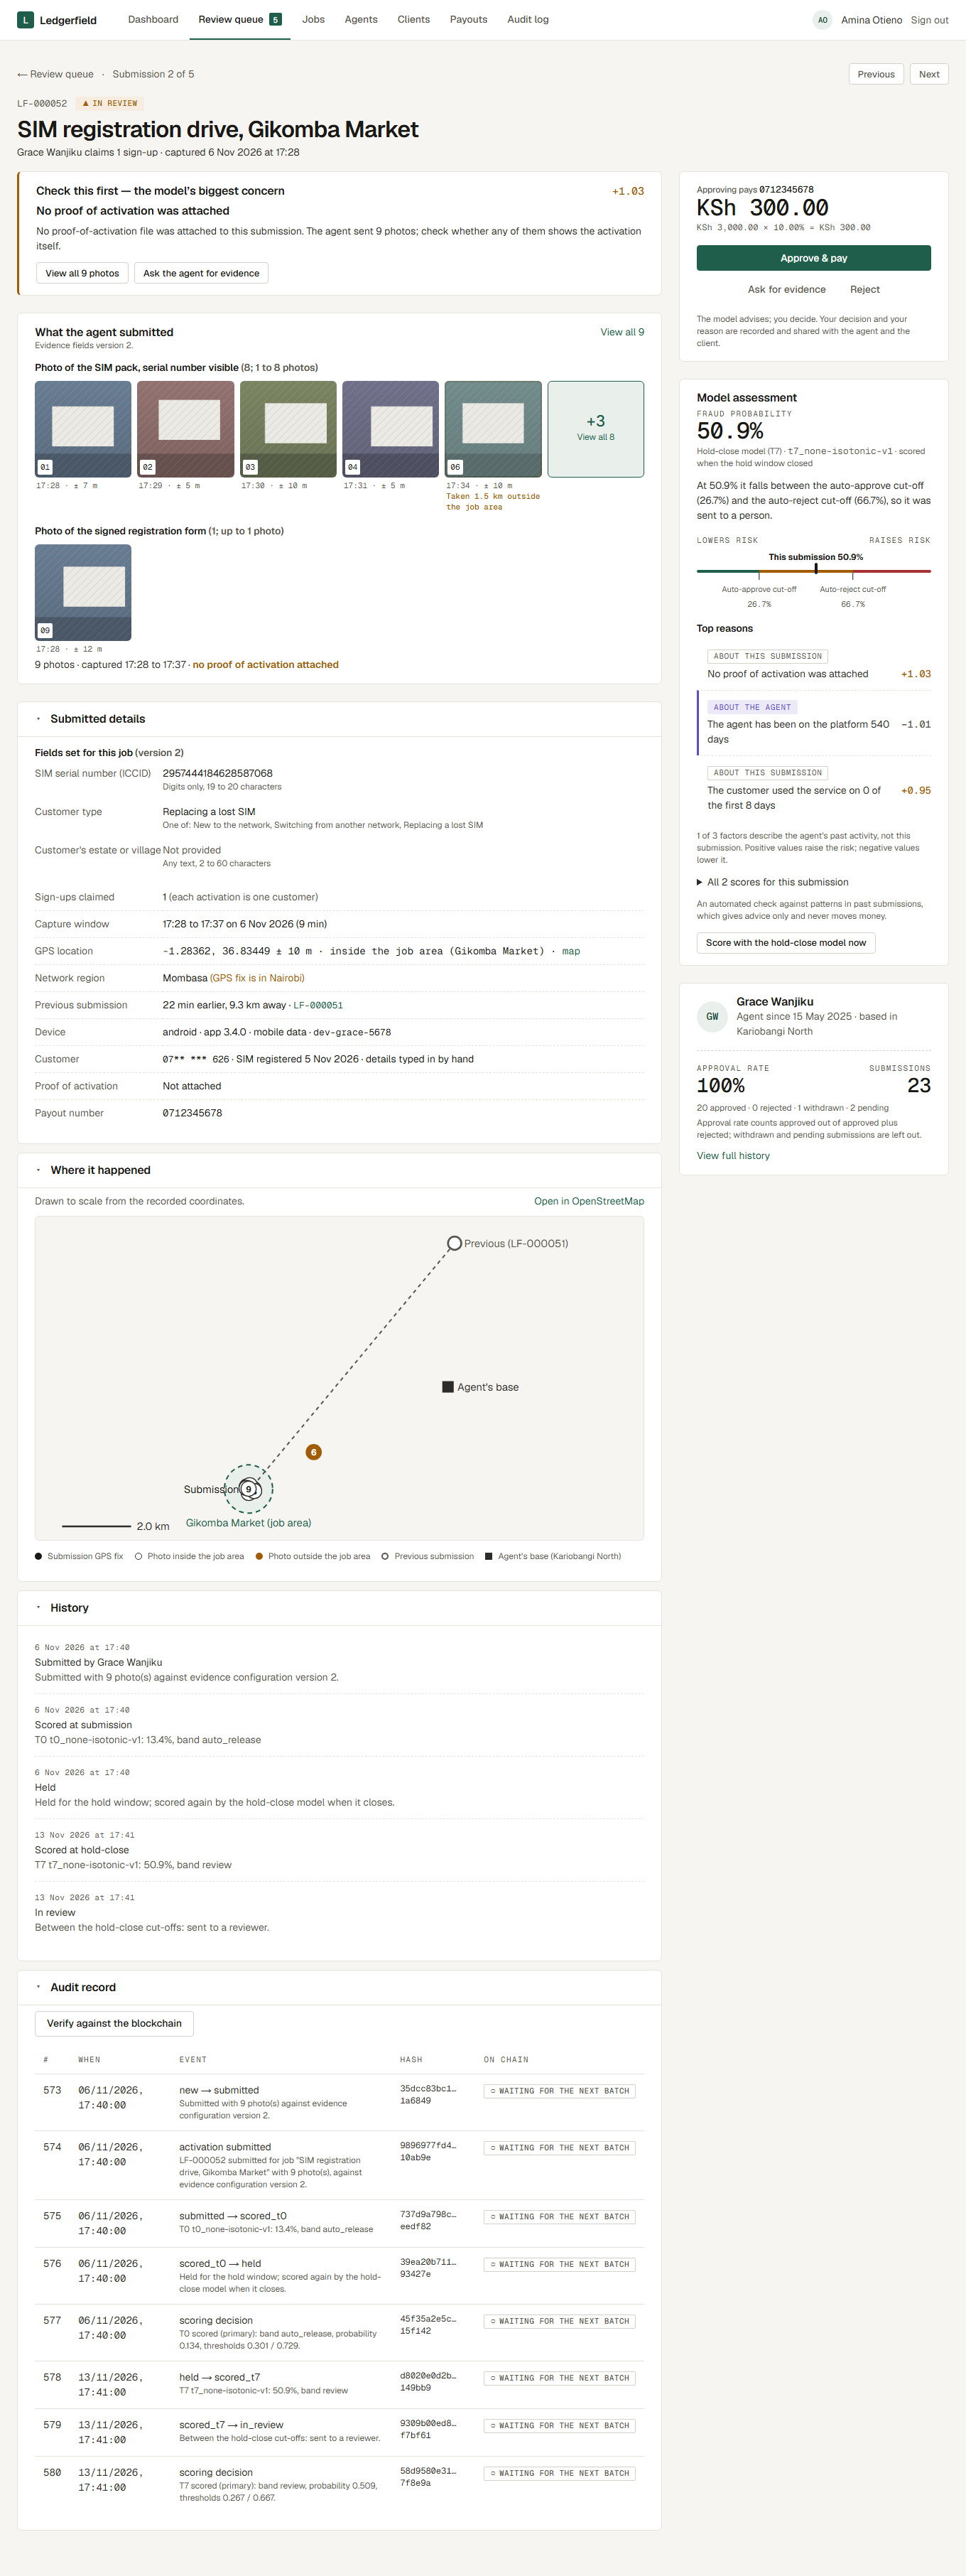 L Ledgerfield
Dashboard
Review queue 5
Jobs
Agents
Clients
Payouts
Audit log
AO Amina Otieno Sign out
← Review queue · Submission 2 of 5
Previous
Next
LF-000052 ▲ IN REVIEW
SIM registration drive, Gikomba Market
Grace Wanjiku claims 1 sign-up · captured 6 Nov 2026 at 17:28
Check this first — the model's biggest concern +1.03
No proof of activation was attached
No proof-of-activation file was attached to this submission. The agent sent 9 photos; check whether any of them shows the activation
itself.
View all 9 photos
Ask the agent for evidence
What the agent submitted View all 9
Evidence fields version 2.
Photo of the SIM pack, serial number visible (8; 1 to 8 photos)
01
02
03
04
06
+3
View all 8
17:28 · ± 7 m
17:29 · ± 5 m
17:30 · ± 10 m
17:31 · ± 5 m
17:34 · ± 10 m
Taken 1.5 km outside
the job area
Photo of the signed registration form (1; up to 1 photo)
09
17:28 · ± 12 m
9 photos · captured 17:28 to 17:37 · no proof of activation attached
Submitted details
Fields set for this job (version 2)
SIM serial number (ICCID) 2957444184628587068
Digits only, 19 to 20 characters
Customer type Replacing a lost SIM
One of: New to the network, Switching from another network, Replacing a lost SIM
Customer's estate or village Not provided
Any text, 2 to 60 characters
Sign-ups claimed 1 (each activation is one customer)
Capture window 17:28 to 17:37 on 6 Nov 2026 (9 min)
GPS location -1.28362, 36.83449 ± 10 m · inside the job area (Gikomba Market) · map
Network region Mombasa (GPS fix is in Nairobi)
Previous submission 22 min earlier, 9.3 km away · LF-000051
Device android · app 3.4.0 · mobile data · dev-grace-5678
Customer 07** *** 626 · SIM registered 5 Nov 2026 · details typed in by hand
Proof of activation Not attached
Payout number 0712345678
Where it happened
Drawn to scale from the recorded coordinates. Open in OpenStreetMap
Previous (LF-000051)
Agent's base
6
Submission 9
Gikomba Market (job area)
2.0 km
Submission GPS fix
Photo inside the job area
Photo outside the job area
Previous submission
Agent's base (Kariobangi North)
History
6 Nov 2026 at 17:40
Submitted by Grace Wanjiku
Submitted with 9 photo(s) against evidence configuration version 2.
6 Nov 2026 at 17:40
Scored at submission
T0 t0_none-isotonic-v1: 13.4%, band auto_release
6 Nov 2026 at 17:40
Held
Held for the hold window; scored again by the hold-close model when it closes.
13 Nov 2026 at 17:41
Scored at hold-close
T7 t7_none-isotonic-v1: 50.9%, band review
13 Nov 2026 at 17:41
In review
Between the hold-close cut-offs: sent to a reviewer.
Audit record
Verify against the blockchain
# WHEN EVENT HASH ON CHAIN
573 06/11/2026, new → submitted 35dcc83bc1… WAITING FOR THE NEXT BATCH
17:40:00 Submitted with 9 photo(s) against evidence 1a6849
configuration version 2.
574 06/11/2026, activation submitted 9896977fd4… WAITING FOR THE NEXT BATCH
17:40:00 LF-000052 submitted for job "SIM registration 10ab9e
drive, Gikomba Market" with 9 photo(s), against
evidence configuration version 2.
575 06/11/2026, submitted → scored_t0 737d9a798c… WAITING FOR THE NEXT BATCH
17:40:00 T0 t0_none-isotonic-v1: 13.4%, band auto_release eedf82
576 06/11/2026, scored_t0 → held 39ea20b711… WAITING FOR THE NEXT BATCH
17:40:00 Held for the hold window; scored again by the hold- 93427e
close model when it closes.
577 06/11/2026, scoring decision 45f35a2e5c… WAITING FOR THE NEXT BATCH
17:40:00 T0 scored (primary): band auto_release, probability 15f142
0.134, thresholds 0.301 / 0.729.
578 13/11/2026, held → scored_t7 d8020e0d2b… WAITING FOR THE NEXT BATCH
17:41:00 T7 t7_none-isotonic-v1: 50.9%, band review 149bb9
579 13/11/2026, scored_t7 → in_review 9309b00ed8… WAITING FOR THE NEXT BATCH
17:41:00 Between the hold-close cut-offs: sent to a reviewer. f7bf61
580 13/11/2026, scoring decision 58d9580e31… WAITING FOR THE NEXT BATCH
17:41:00 T7 scored (primary): band review, probability 0.509, 7f8e9a
thresholds 0.267 / 0.667.
Approving pays 0712345678
KSh 300.00
KSh 3,000.00 × 10.00% = KSh 300.00
Approve & pay
Ask for evidence
Reject
The model advises; you decide. Your decision and your
reason are recorded and shared with the agent and the
client.
Model assessment
FRAUD PROBABILITY
50.9%
Hold-close model (T7) · t7_none-isotonic-v1 · scored
when the hold window closed
At 50.9% it falls between the auto-approve cut-off
(26.7%) and the auto-reject cut-off (66.7%), so it was
sent to a person.
LOWERS RISK RAISES RISK
This submission 50.9%
Auto-approve cut-off Auto-reject cut-off
26.7% 66.7%
Top reasons
ABOUT THIS SUBMISSION
No proof of activation was attached +1.03
ABOUT THE AGENT
The agent has been on the platform 540 −1.01
days
ABOUT THIS SUBMISSION
The customer used the service on 0 of +0.95
the first 8 days
1 of 3 factors describe the agent's past activity, not this
submission. Positive values raise the risk; negative values
lower it.
▶ All 2 scores for this submission
An automated check against patterns in past submissions,
which gives advice only and never moves money.
Score with the hold-close model now
GW Grace Wanjiku
Agent since 15 May 2025 · based in
Kariobangi North
APPROVAL RATE SUBMISSIONS
100% 23
20 approved · 0 rejected · 1 withdrawn · 2 pending
Approval rate counts approved out of approved plus
rejected; withdrawn and pending submissions are left out.
View full history